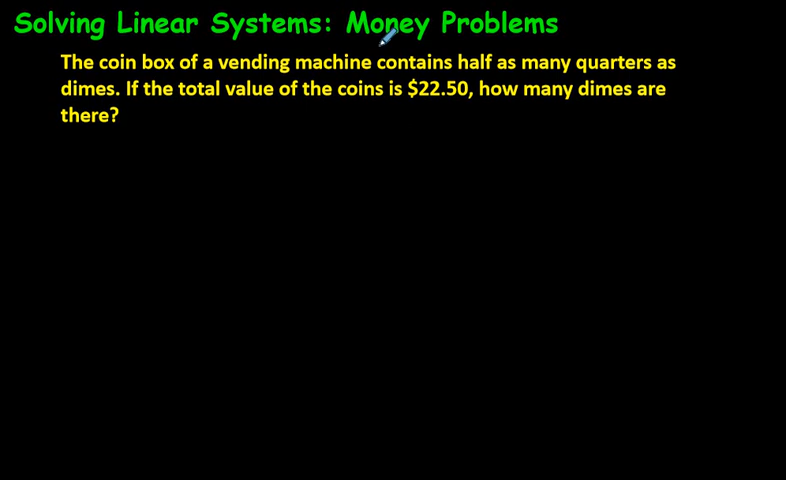 Solving Linear Systems: Money Problems
The coin box of a vending machine contains half as many quarters as
dimes. If the total value of the coins is $22.50, how many dimes are
there?